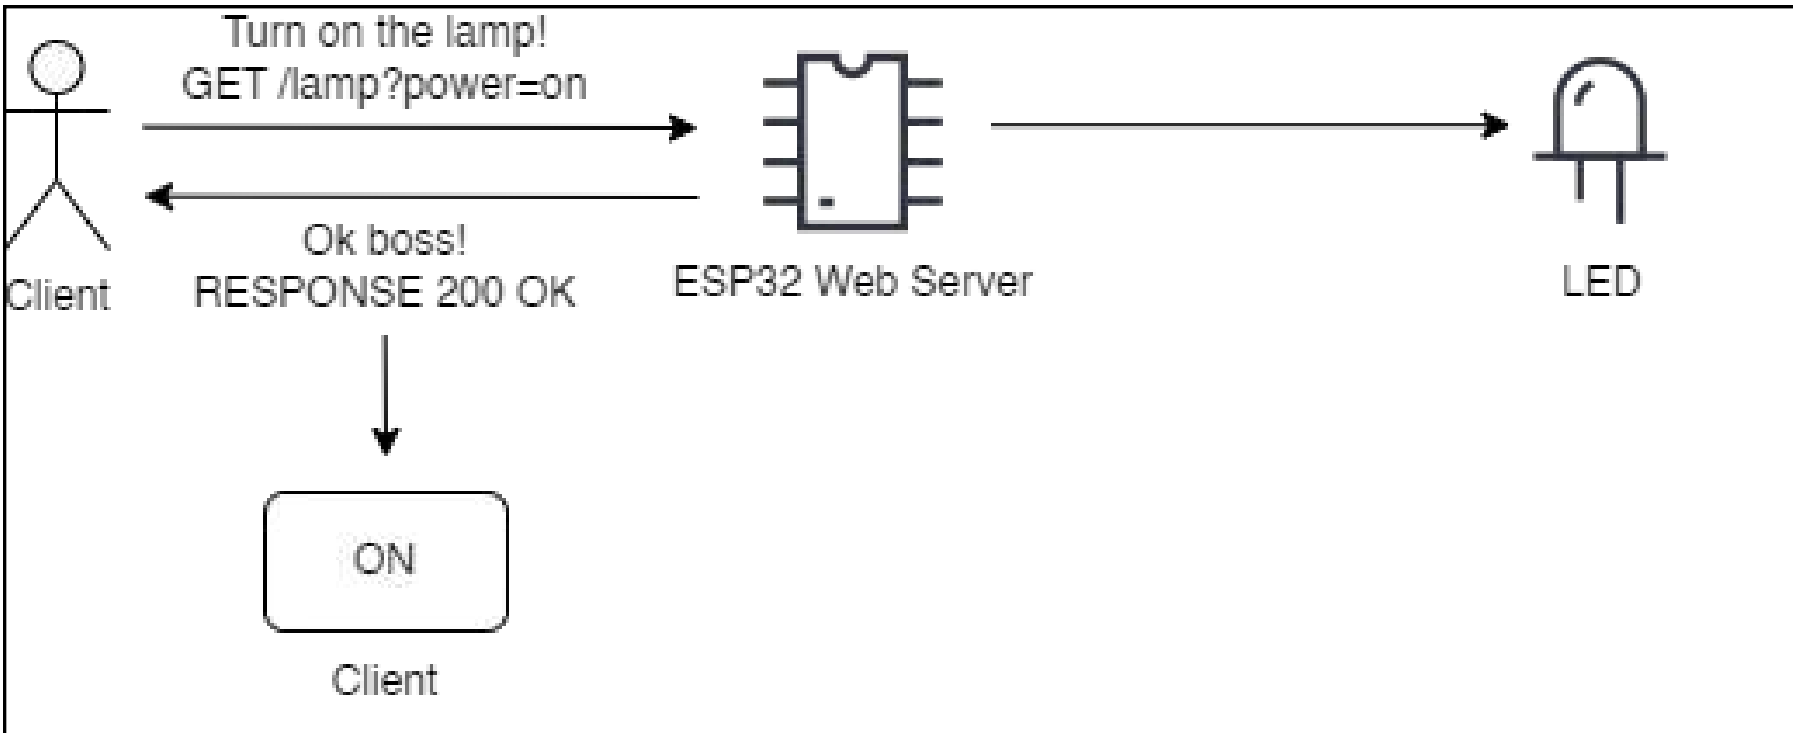 Turn on the lamp!
GET /lamp?power=on
Ok boss!
RESPONSE 200 OK
Client
ESP32 Web Server
LED
ON
Client